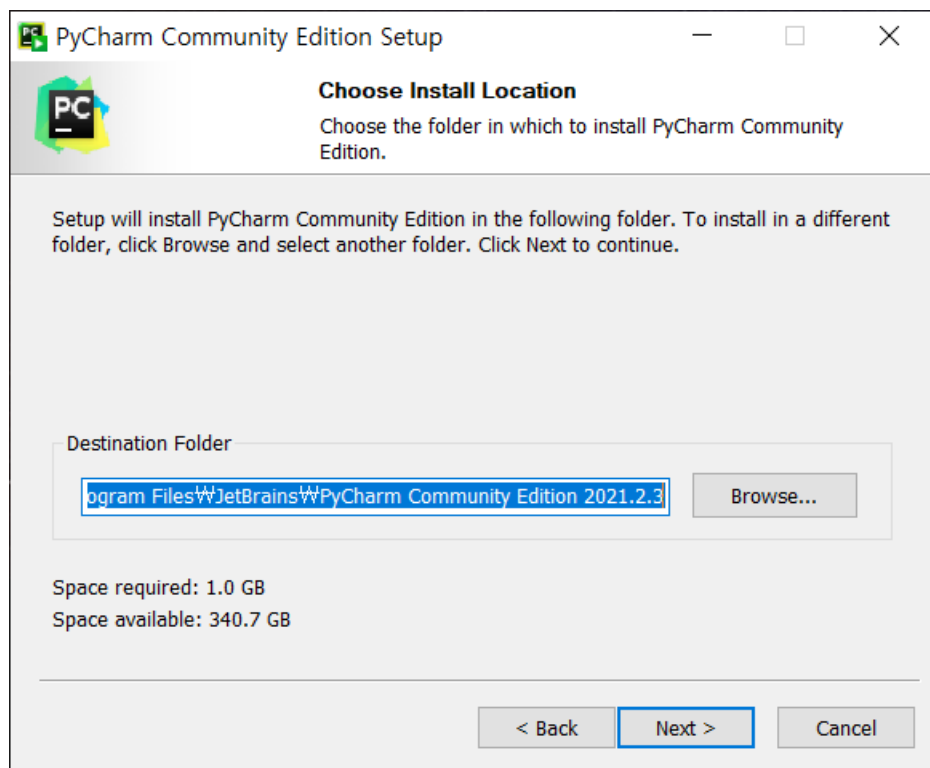 PyCharm Community Edition Setup
PC
Choose Install Location
Choose the folder in which to install PyCharm Community
Edition.
Setup will install PyCharm Community Edition in the following folder. To install in a different
folder, click Browse and select another folder. Click Next to continue.
Destination Folder
ogram Files₩JetBrains₩PyCharm Community Edition 2021.2.3
Browse...
Space required: 1.0 GB
Space available: 340.7 GB
< Back
Next >
Cancel